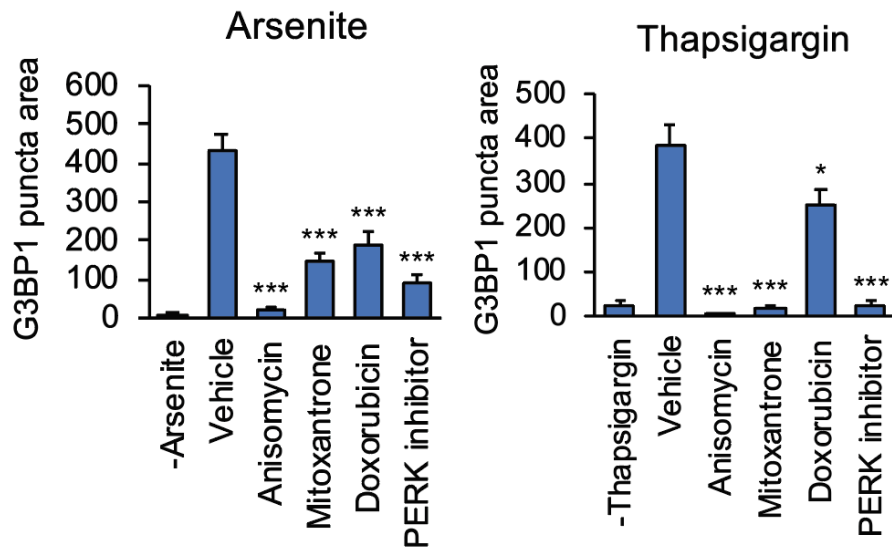 Arsenite
G3BP1 puncta area
600
500
400
300
200
100
0
***
***
***
***
-Arsenite
Vehicle
Anisomycin
Mitoxantrone
Doxorubicin
PERK inhibitor
Thapsigargin
G3BP1 puncta area
500
400
300
200
100
0
***
***
*
***
-Thapsigargin
Vehicle
Anisomycin
Mitoxantrone
Doxorubicin
PERK inhibitor